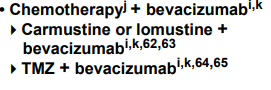 • Chemotherapyj + bevacizumabi,k
▸ Carmustine or lomustine +
bevacizumabi,k,62,63
▸ TMZ + bevacizumabi,k,64,65